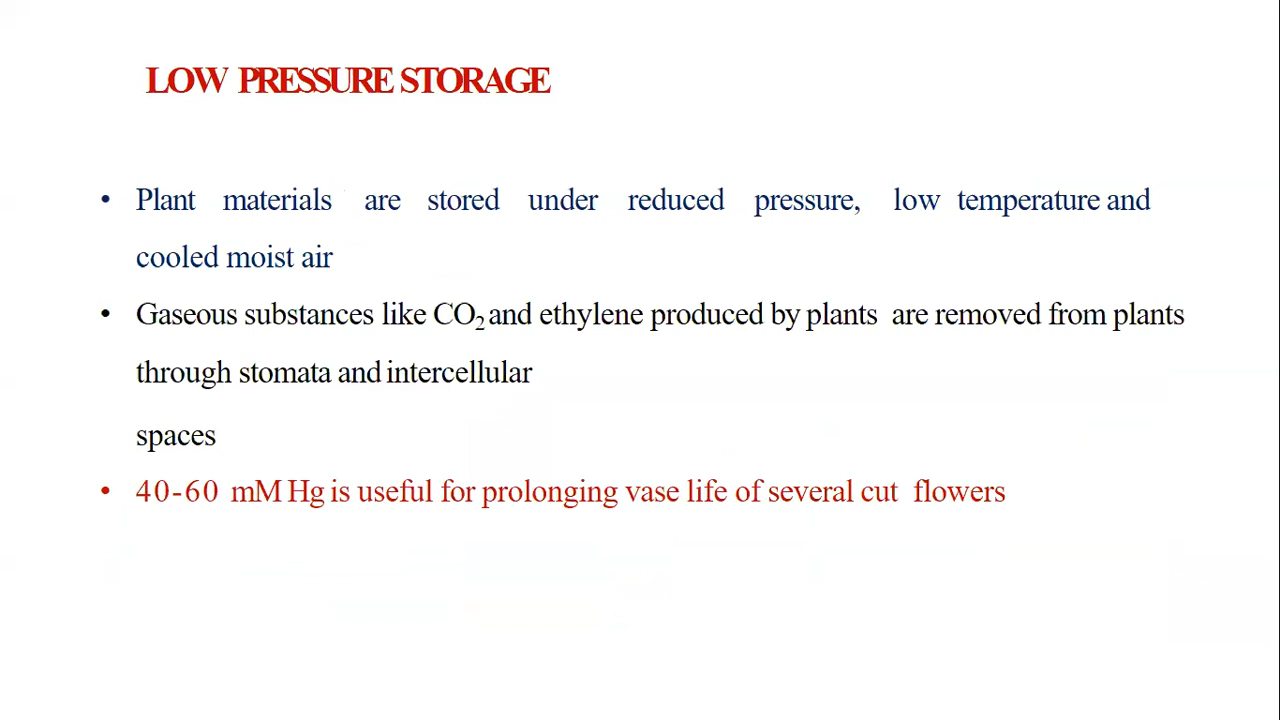 LOW PRESSURE STORAGE
• Plant materials are stored under reduced pressure, low temperature and
cooled moist air
• Gaseous substances like CO₂ and ethylene produced by plants are removed from plants
through stomata and intercellular
spaces
• 40-60 mM Hg is useful for prolonging vase life of several cut flowers